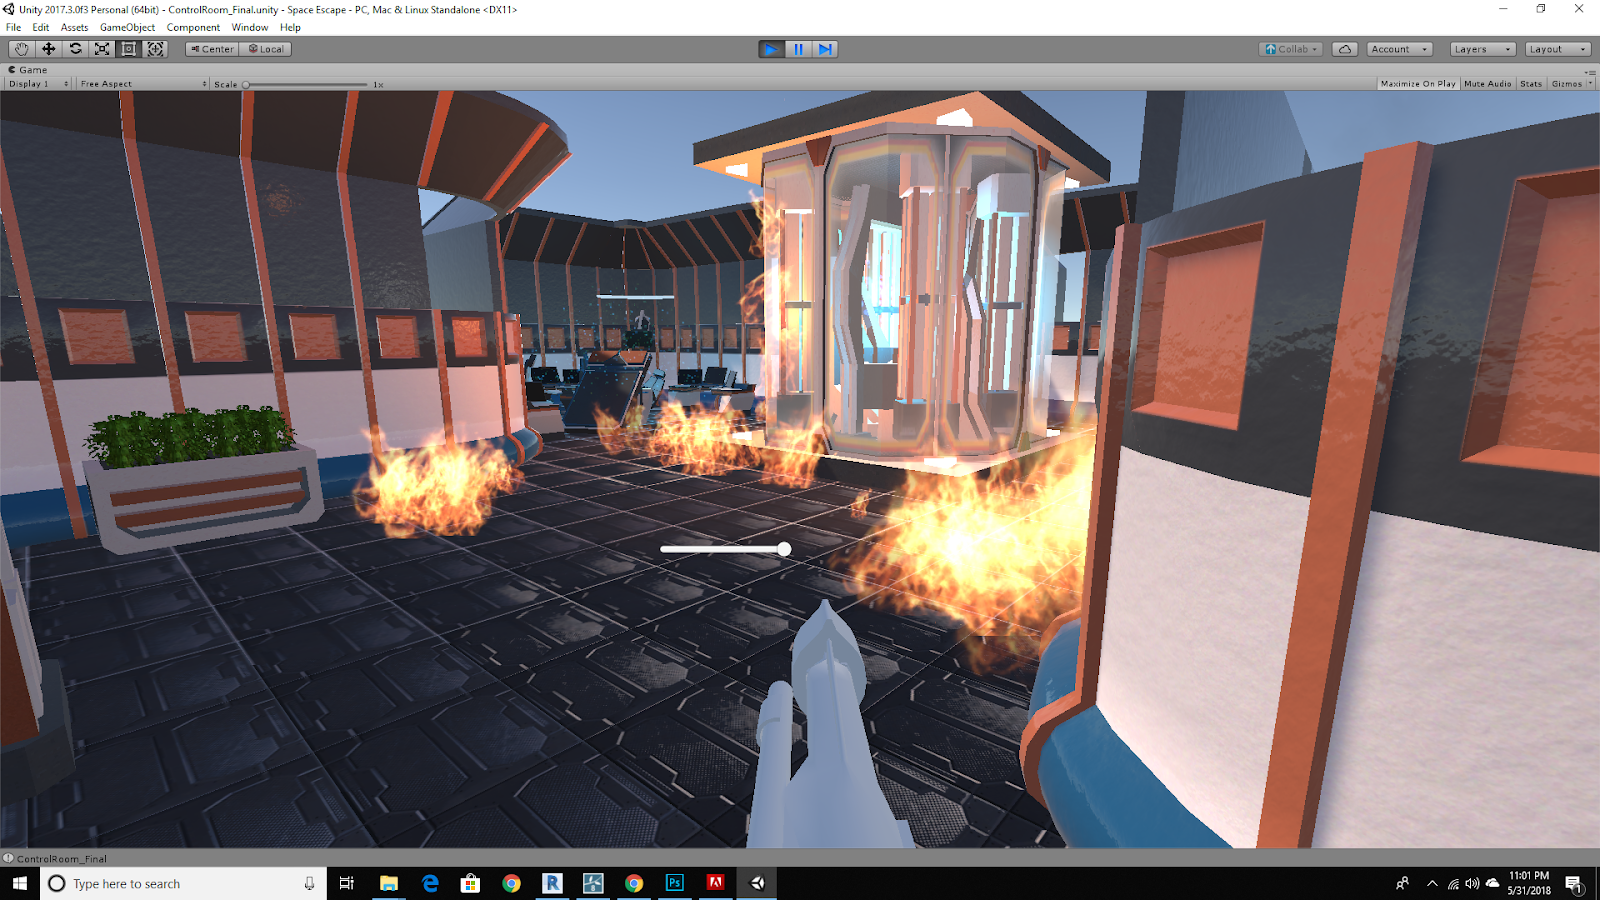 Unity 2017.3.0f3 Personal (64bit) - ControlRoom_Final.unity - Space Escape - PC, Mac & Linux Standalone <DX11>
File Edit Assets GameObject Component Window Help
Center Local Collab Account Layers Layout
Game
Display 1 Free Aspect Scale 1x Maximize On Play Mute Audio Stats Gizmos
ControlRoom_Final
Type here to search
R
Ps
11:01 PM
5/31/2018
1